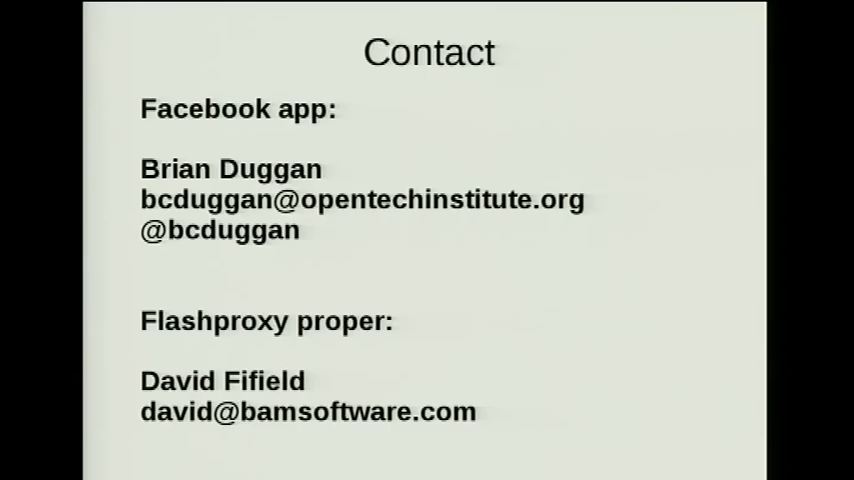 Contact
Facebook app:
Brian Duggan
bcduggan@opentechinstitute.org
@bcduggan
Flashproxy proper:
David Fifield
david@bamsoftware.com